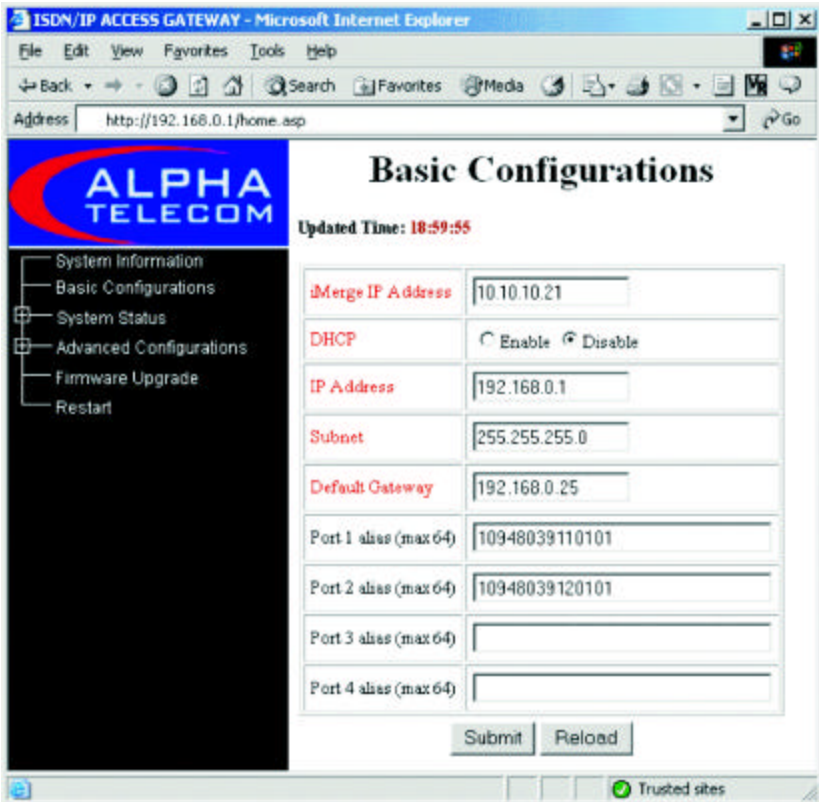 ISDN/IP ACCESS GATEWAY - Microsoft Internet Explorer
File Edit View Favorites Tools Help
Back Search Favorites Media
Address http://192.168.0.1/home.asp Go
ALPHA
TELECOM
System Information
Basic Configurations
System Status
Advanced Configurations
Firmware Upgrade
Restart
Basic Configurations
Updated Time: 18:59:55
iMerge IP Address 10.10.10.21
DHCP Enable Disable
IP Address 192.168.0.1
Subnet 255.255.255.0
Default Gateway 192.168.0.25
Port 1 alias (max 64) 10948039110101
Port 2 alias (max 64) 10948039120101
Port 3 alias (max 64)
Port 4 alias (max 64)
Submit Reload
Trusted sites